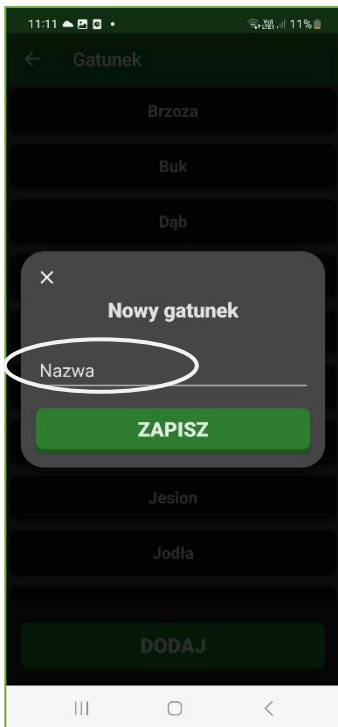 11:11
11%
Gatunek
Brzoza
Buk
Dąb
Nowy gatunek
Nazwa
ZAPISZ
Jesion
Jodła
DODAJ